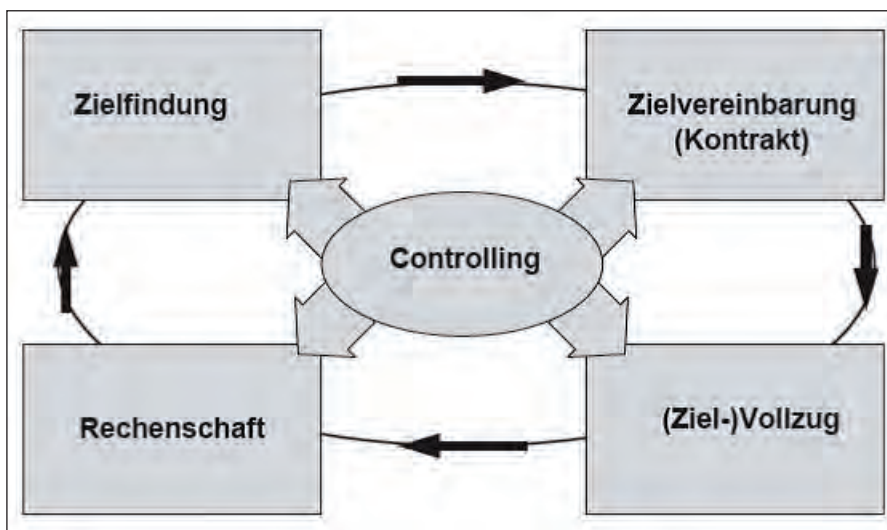 Zielfindung
Zielvereinbarung
(Kontrakt)
Controlling
Rechenschaft
(Ziel-)Vollzug